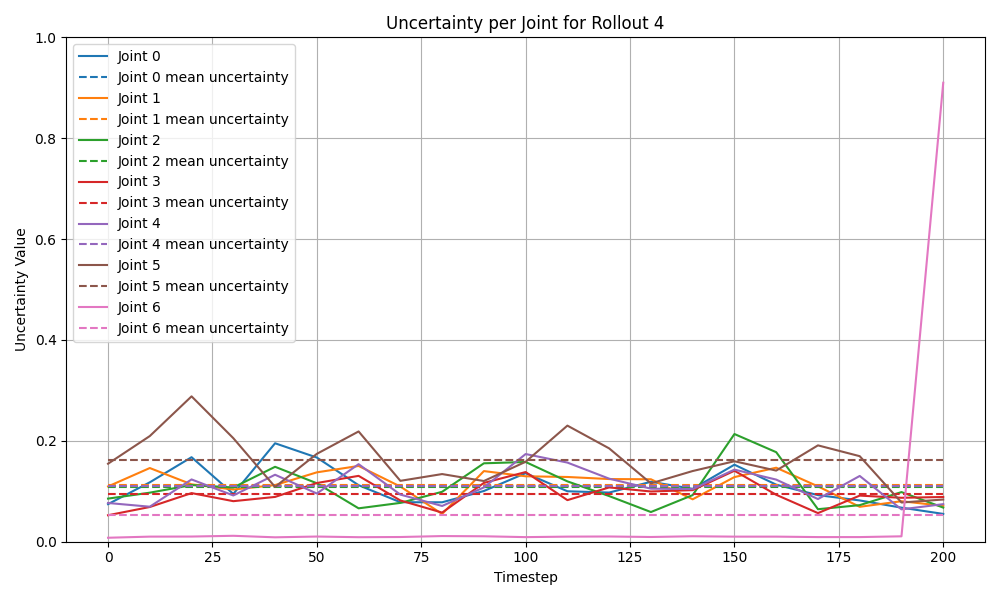 Uncertainty per Joint for Rollout 4
Uncertainty Value
1.0
0.8
0.6
0.4
0.2
0.0
Joint 0
Joint 0 mean uncertainty
Joint 1
Joint 1 mean uncertainty
Joint 2
Joint 2 mean uncertainty
Joint 3
Joint 3 mean uncertainty
Joint 4
Joint 4 mean uncertainty
Joint 5
Joint 5 mean uncertainty
Joint 6
Joint 6 mean uncertainty
0 25 50 75 100 125 150 175 200
Timestep